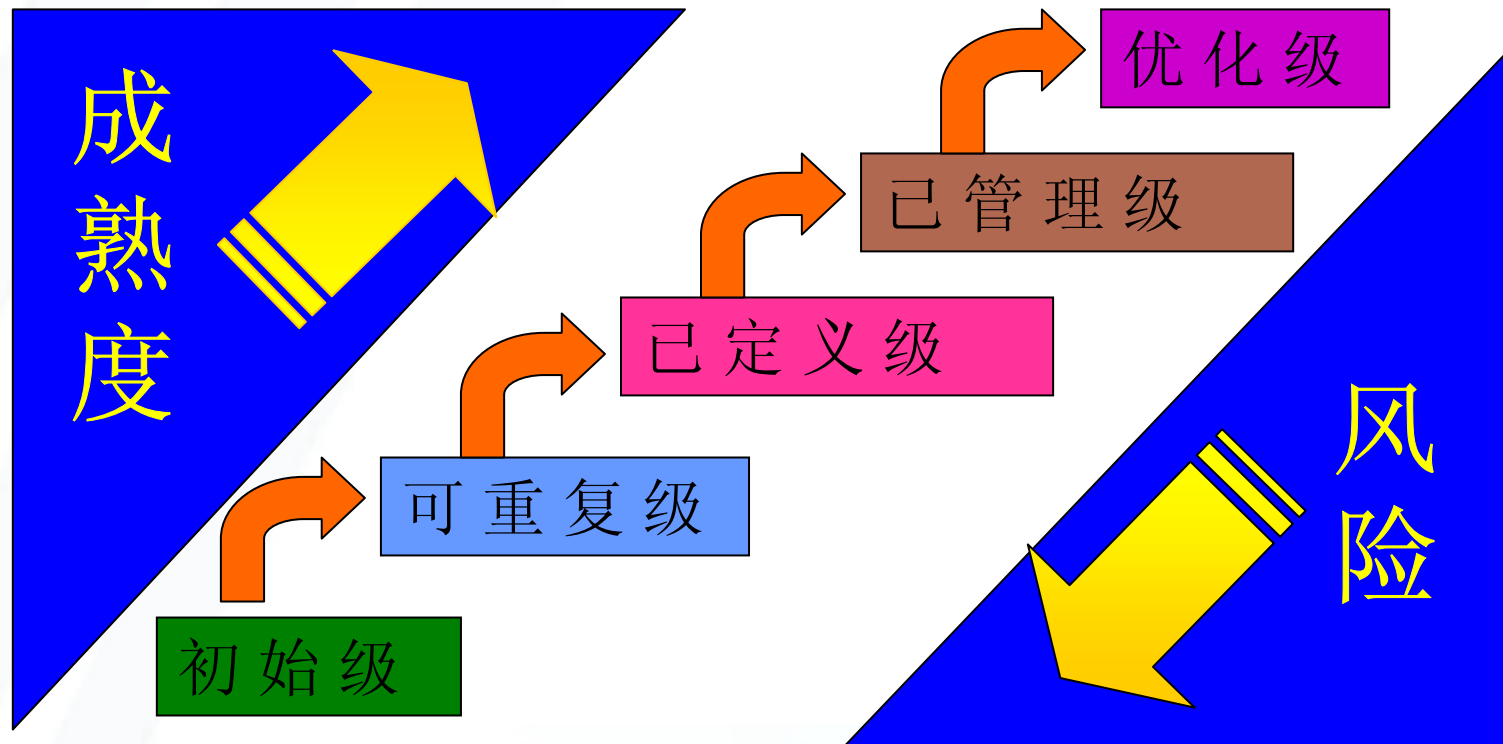 成熟度
优化级
已管理级
已定义级
可重复级
初始级
风险